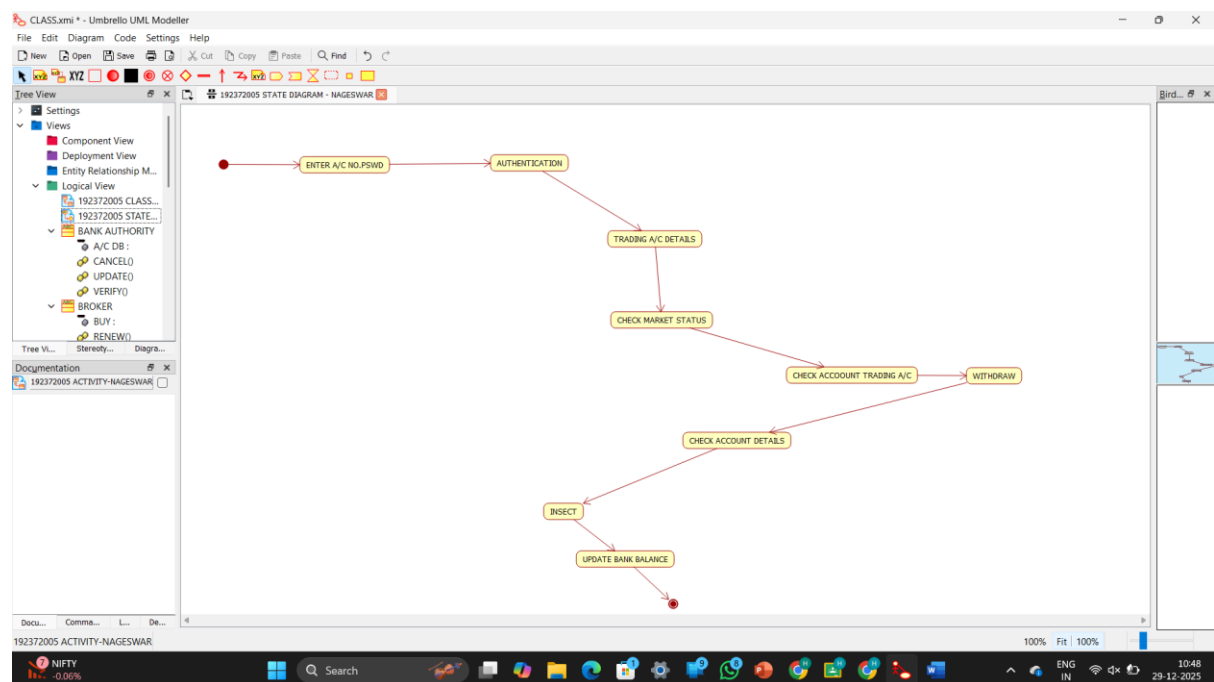 CLASS.xmi * - Umbrello UML Modeller
File Edit Diagram Code Settings Help
New Open Save Cut Copy Paste Find
XYZ XYZ
Tree View
192372005 STATE DIAGRAM - NAGESWAR
Bird...
Settings
Views
Component View
Deployment View
Entity Relationship M...
Logical View
192372005 CLASS...
192372005 STATE...
BANK AUTHORITY
A/C DB :
CANCEL()
UPDATE()
VERIFY()
BROKER
BUY :
RENEW()
Tree Vi... Stereoty... Diagra...
Documentation
192372005 ACTIVITY-NAGESWAR
ENTER A/C NO.PSWD
AUTHENTICATION
TRADING A/C DETAILS
CHECK MARKET STATUS
CHECK ACCOOUNT TRADING A/C
WITHDRAW
CHECK ACCOUNT DETAILS
INSECT
UPDATE BANK BALANCE
Docu... Comma... L... De...
192372005 ACTIVITY-NAGESWAR
100% Fit 100%
7
NIFTY
-0.06%
Search
1
9
9
ENG
IN
10:48
29-12-2025